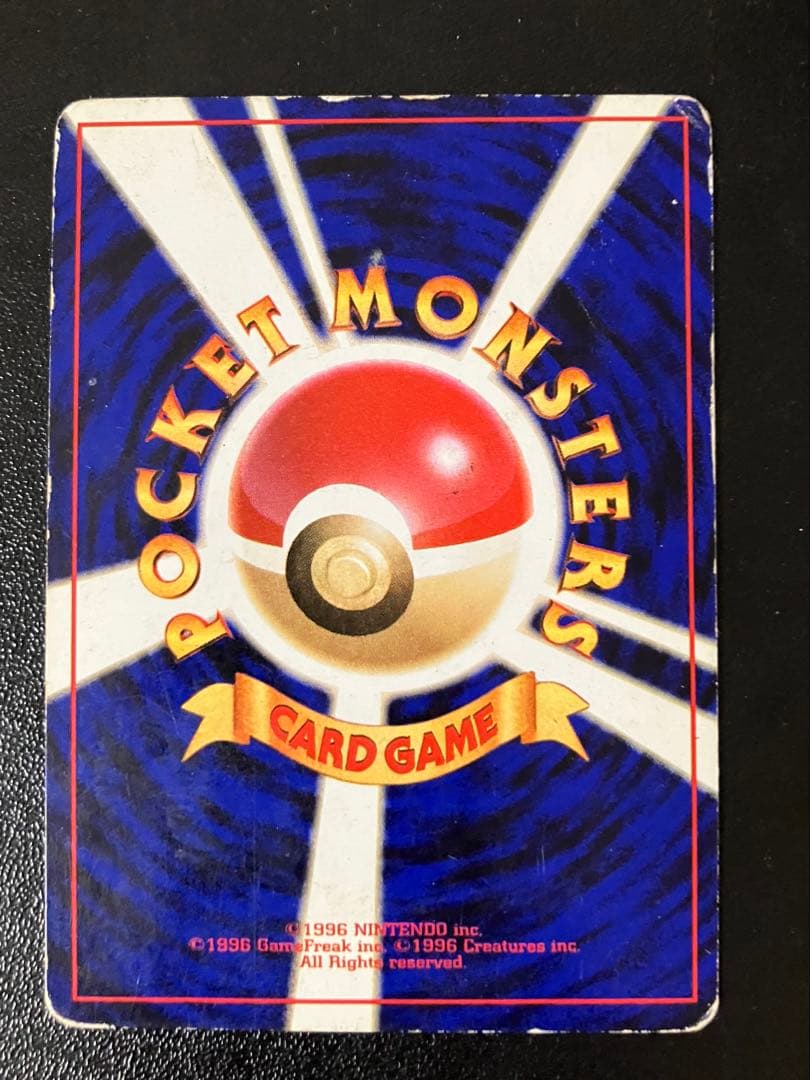 POCKET MONSTERS
CARD GAME
©1996 NINTENDO inc.
©1996 GameFreak inc. ©1996 Creatures inc.
All Rights reserved.